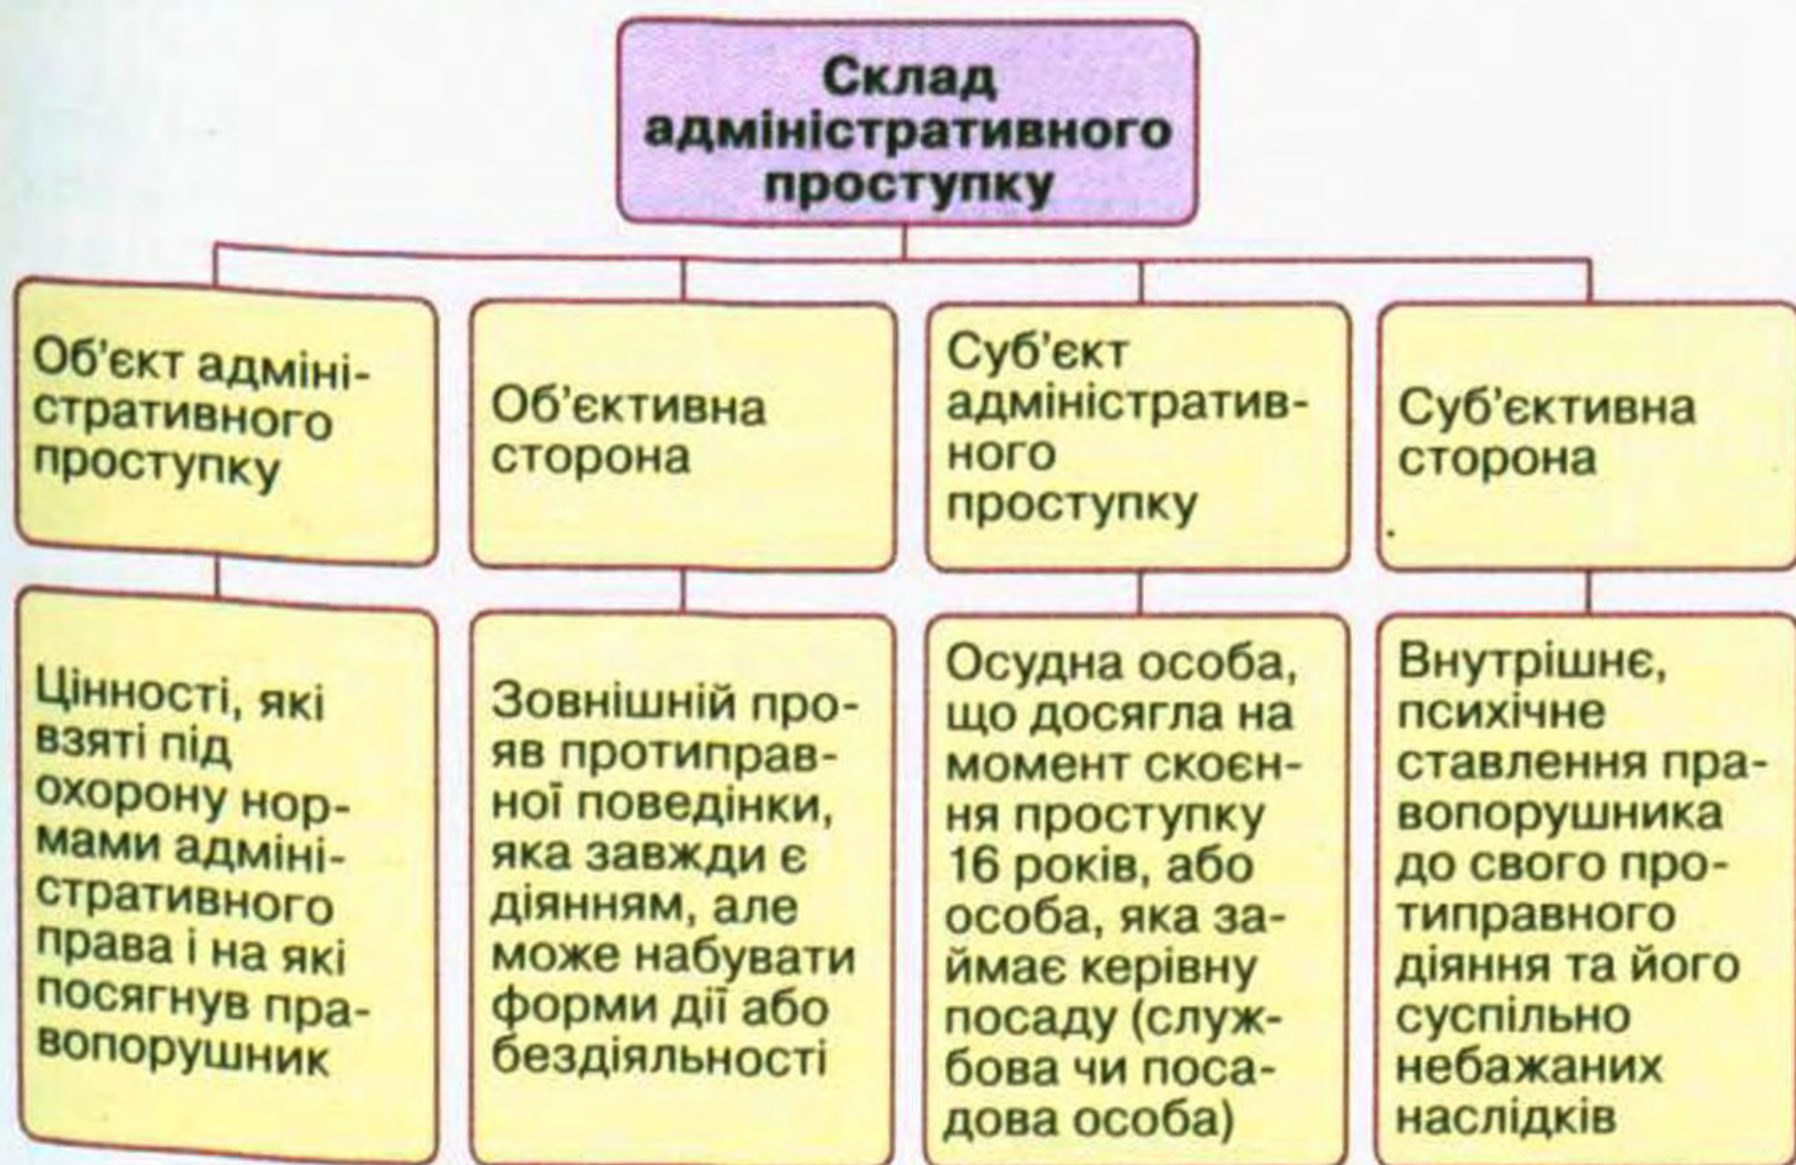 Склад
адміністративного
проступку
Об'єкт адміні-
стративного
проступку
Об'єктивна
сторона
Суб'єкт
адміністратив-
ного
проступку
Суб'єктивна
сторона
Цінності, які
взяті під
охорону нор-
мами адміні-
стративного
права і на які
посягнув пра-
вопорушник
Зовнішній про-
яв протиправ-
ної поведінки,
яка завжди є
діянням, але
може набувати
форми дії або
бездіяльності
Осудна особа,
що досягла на
момент скоєн-
ня проступку
16 років, або
особа, яка за-
ймає керівну
посаду (служ-
бова чи поса-
дова особа)
Внутрішнє,
психічне
ставлення пра-
вопорушника
до свого про-
типравного
діяння та його
суспільно
небажаних
наслідків